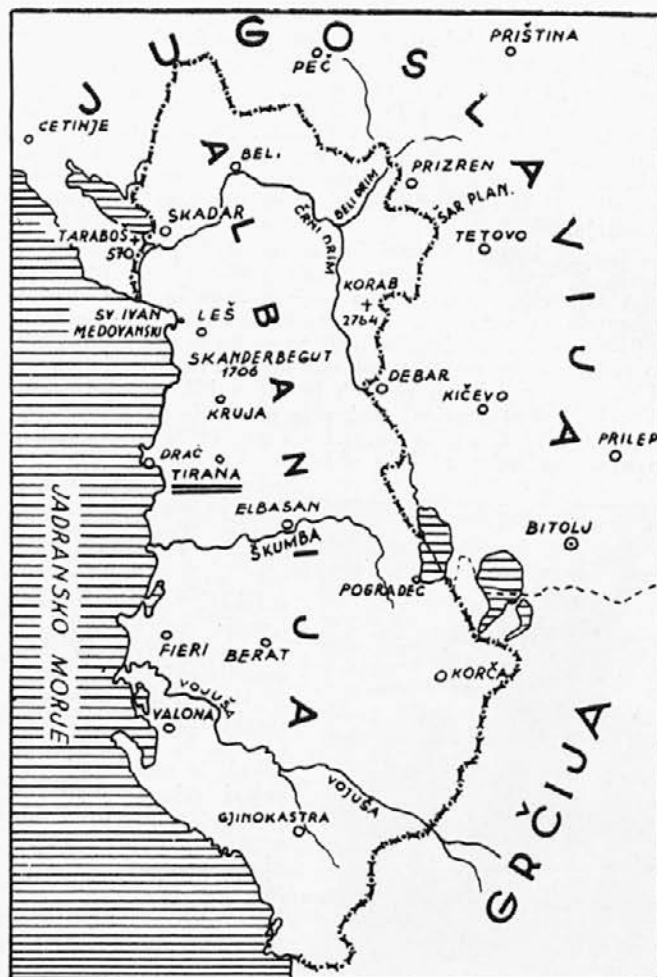 JUGOSLAVIJA
PEČ
PRIŠTINA
CETINJE
BEL.
PRIZREN
BELI DRIM
ŠAR PLAN.
SKADAR
TARABOŠ
570
ČRNI DRIM
TETOVO
KORAB
2764
SV. IVAN
MEDOVANSKI
LEŠ
SKANDERBEGUT
1706
KRUJA
DEBAR
KIČEVO
PRILEP
DRAČ
TIRANA
ALBANIJA
ELBASAN
ŠKUMBA
BITOLJ
POGRADEC
JADRANSKO MORJE
FIERI
BERAT
KORČA
VOJUŠA
VALONA
VOJUŠA
GJINOKASTRA
GRČIJA